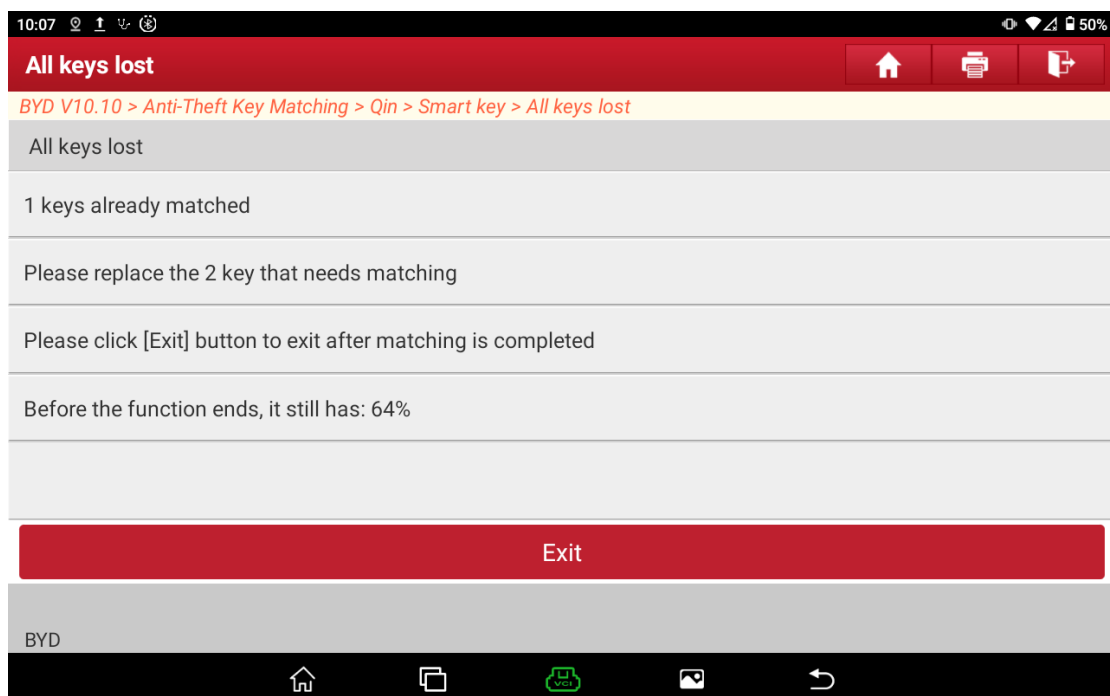 10:07
50%
All keys lost
BYD V10.10 > Anti-Theft Key Matching > Qin > Smart key > All keys lost
All keys lost
1 keys already matched
Please replace the 2 key that needs matching
Please click [Exit] button to exit after matching is completed
Before the function ends, it still has: 64%
Exit
BYD
VCI